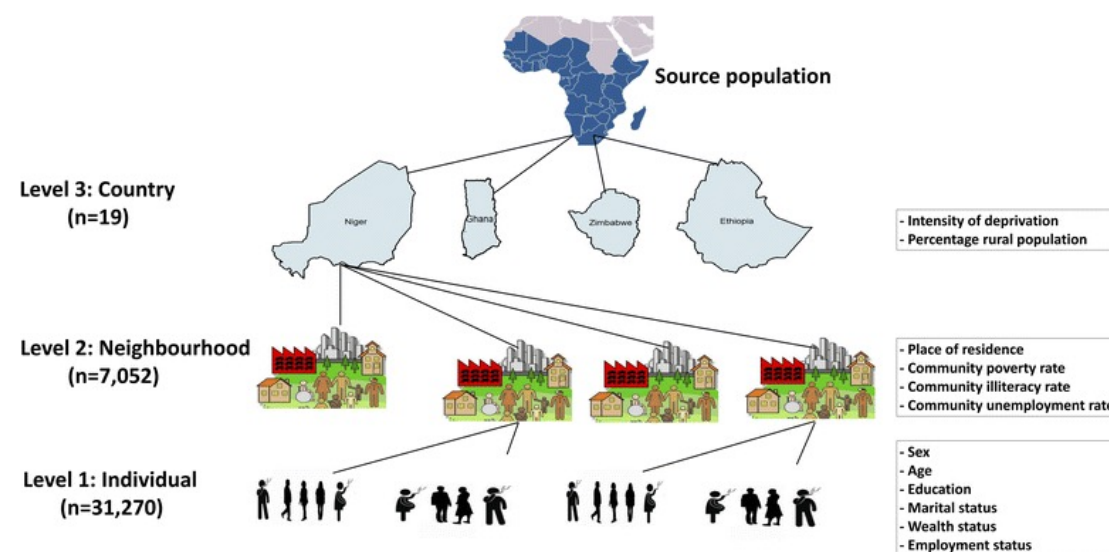 Source population
Level 3: Country
(n=19)
Niger
Ghana
Zimbabwe
Ethiopia
- Intensity of deprivation
- Percentage rural population
Level 2: Neighbourhood
(n=7,052)
- Place of residence
- Community poverty rate
- Community illiteracy rate
- Community unemployment rate
Level 1: Individual
(n=31,270)
- Sex
- Age
- Education
- Marital status
- Wealth status
- Employment status